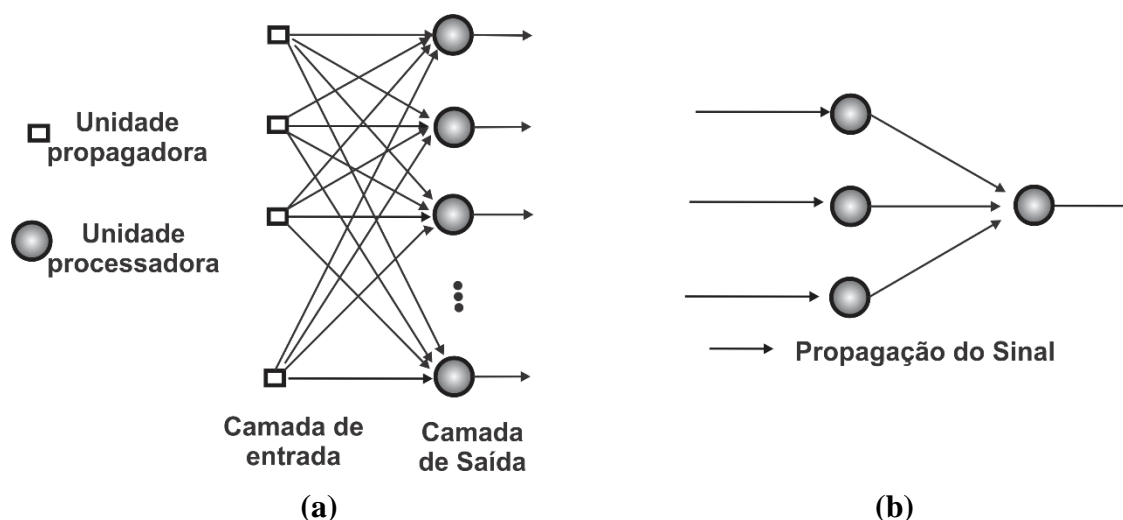 Unidade
propagadora
Unidade
processadora
Camada de
entrada
Camada
de Saída
(a)
Propagação do Sinal
(b)